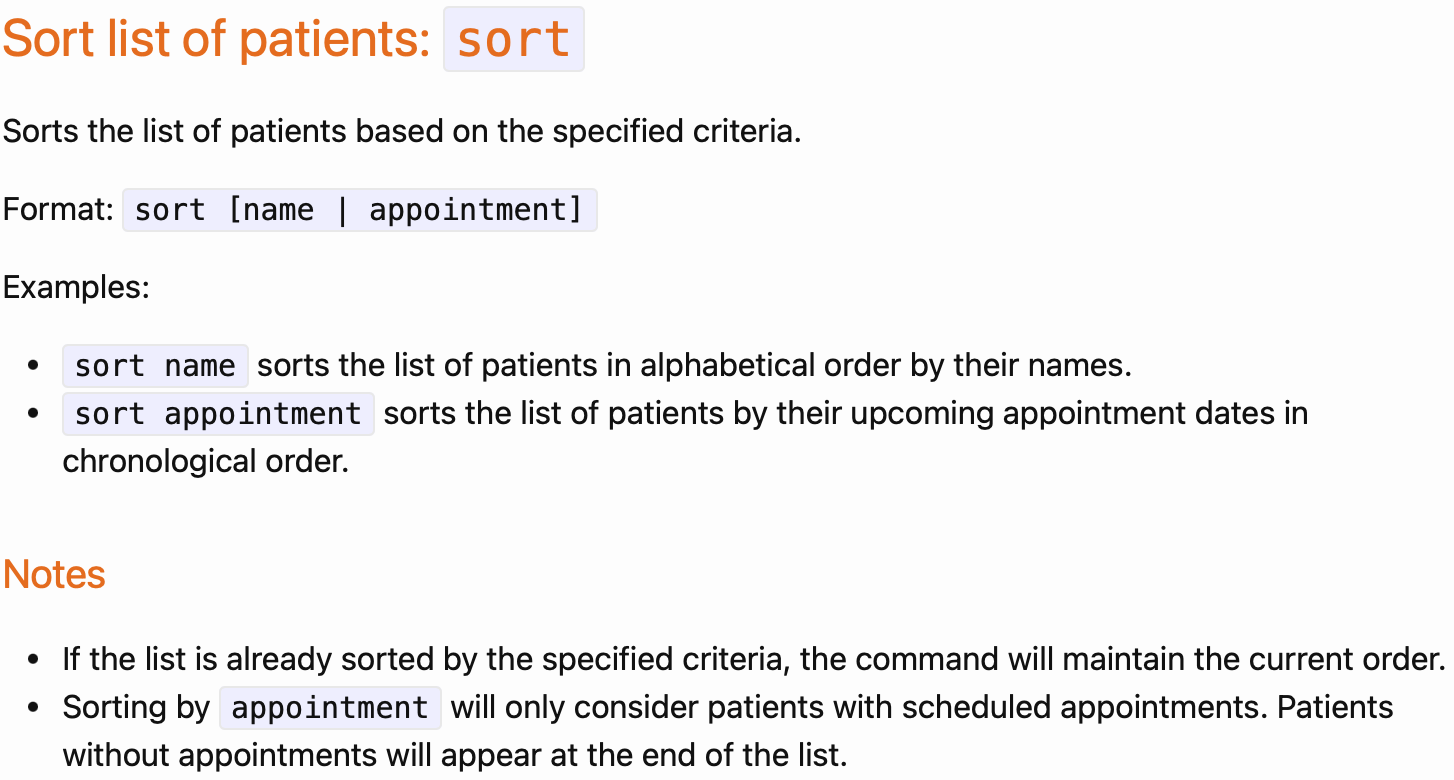 Sort list of patients: sort
Sorts the list of patients based on the specified criteria.
Format: sort [name | appointment]
Examples:
• sort name sorts the list of patients in alphabetical order by their names.
• sort appointment sorts the list of patients by their upcoming appointment dates in
chronological order.
Notes
• If the list is already sorted by the specified criteria, the command will maintain the current order.
• Sorting by appointment will only consider patients with scheduled appointments. Patients
without appointments will appear at the end of the list.